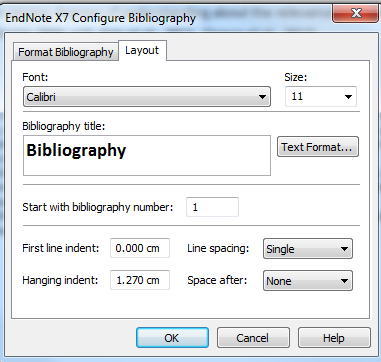 EndNote X7 Configure Bibliography
Format Bibliography Layout
Font: Size:
Calibri 11
Bibliography title:
Bibliography Text Format...
Start with bibliography number: 1
First line indent: 0.000 cm Line spacing: Single
Hanging indent: 1.270 cm Space after: None
OK Cancel Help